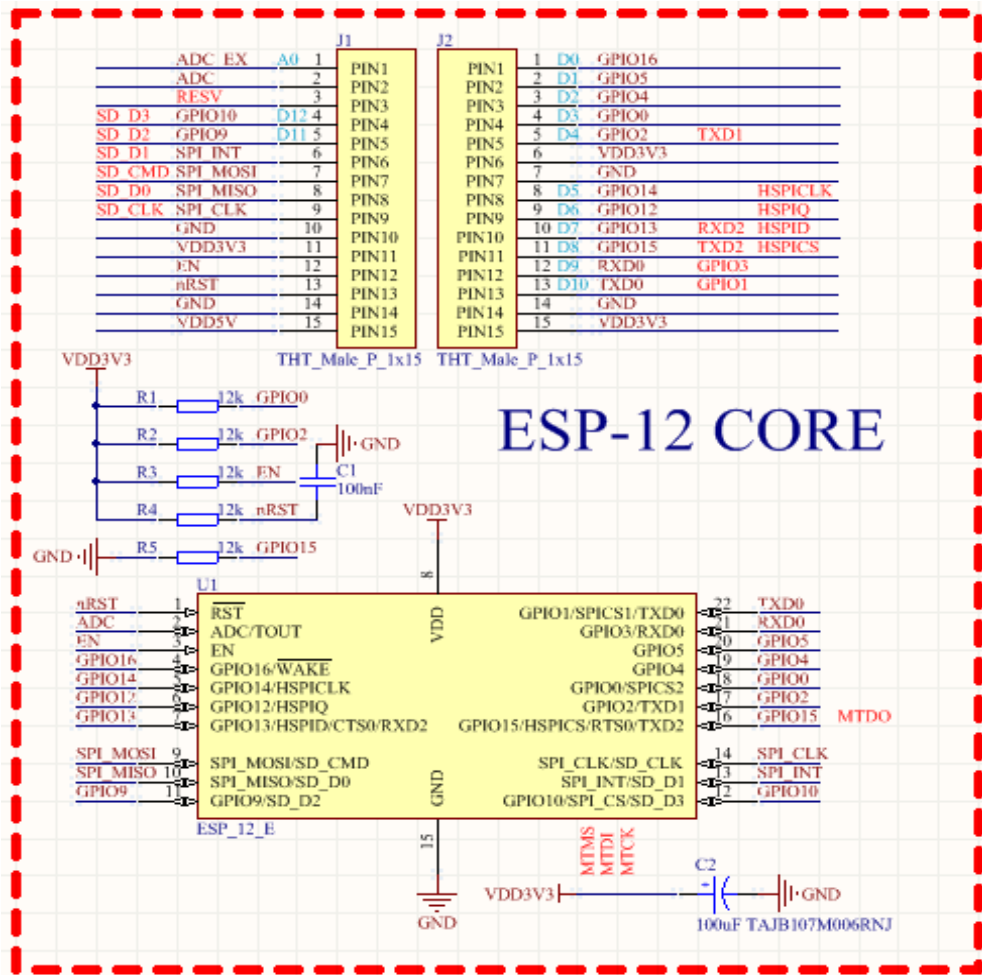 J1 J2
ADC_EX A0 1 PIN1 PIN1 1 D0 GPIO16
ADC 2 PIN2 PIN2 2 D1 GPIO5
RESV 3 PIN3 PIN3 3 D2 GPIO4
SD_D3 GPIO10 D12 4 PIN4 PIN4 4 D3 GPIO0
SD_D2 GPIO9 D11 5 PIN5 PIN5 5 D4 GPIO2 TXD1
SD_D1 SPI_INT 6 PIN6 PIN6 6 VDD3V3
SD_CMD SPI_MOSI 7 PIN7 PIN7 7 GND
SD_D0 SPI_MISO 8 PIN8 PIN8 8 D5 GPIO14 HSPICLK
SD_CLK SPI_CLK 9 PIN9 PIN9 9 D6 GPIO12 HSPIQ
GND 10 PIN10 PIN10 10 D7 GPIO13 RXD2 HSPID
VDD3V3 11 PIN11 PIN11 11 D8 GPIO15 TXD2 HSPICS
EN 12 PIN12 PIN12 12 D9 RXD0 GPIO3
nRST 13 PIN13 PIN13 13 D10 TXD0 GPIO1
GND 14 PIN14 PIN14 14 GND
VDD5V 15 PIN15 PIN15 15 VDD3V3
THT_Male_P_1x15 THT_Male_P_1x15
VDD3V3
R1 12k GPIO0
R2 12k GPIO2 GND
R3 12k EN C1
100nF
R4 12k nRST
R5 12k GPIO15
GND
ESP-12 CORE
VDD3V3
8
U1
nRST 1 RST VDD GPIO1/SPICS1/TXD0 22 TXD0
ADC 2 ADC/TOUT GPIO3/RXD0 21 RXD0
EN 3 EN GPIO5 20 GPIO5
GPIO16 4 GPIO16/WAKE GPIO4 19 GPIO4
GPIO14 5 GPIO14/HSPICLK GPIO0/SPICS2 18 GPIO0
GPIO12 6 GPIO12/HSPIQ GPIO2/TXD1 17 GPIO2
GPIO13 7 GPIO13/HSPID/CTS0/RXD2 GPIO15/HSPICS/RTS0/TXD2 16 GPIO15 MTDO
SPI_MOSI 9 SPI_MOSI/SD_CMD SPI_CLK/SD_CLK 14 SPI_CLK
SPI_MISO 10 SPI_MISO/SD_D0 GND SPI_INT/SD_D1 13 SPI_INT
GPIO9 11 GPIO9/SD_D2 GPIO10/SPI_CS/SD_D3 12 GPIO10
ESP_12_E
15
GND
MTMS
MTDI
MTCK
C2
VDD3V3 + GND
100uF TAJB107M006RNJ